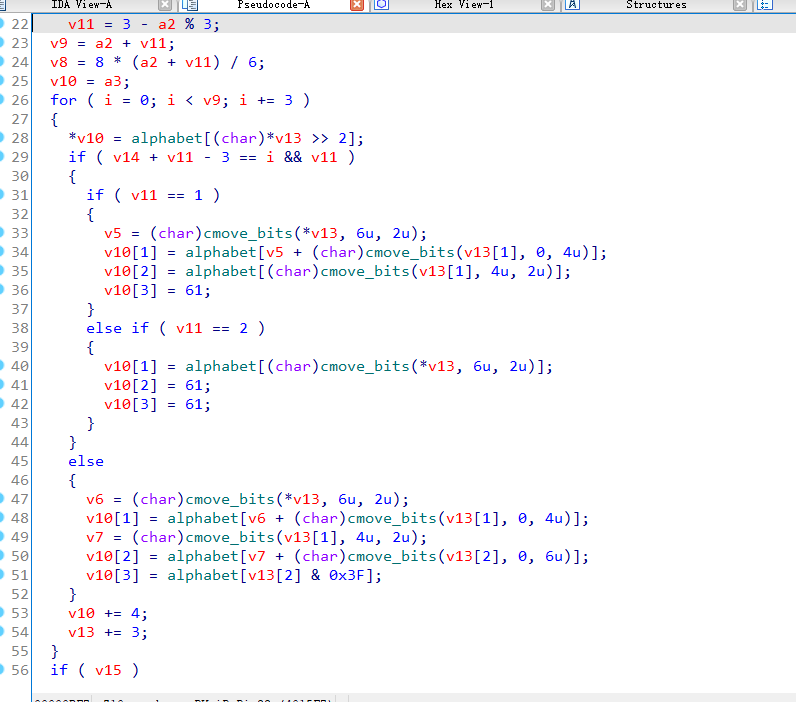 IDA View-A Pseudocode-A Hex View-1 Structures
22 v11 = 3 - a2 % 3;
23 v9 = a2 + v11;
24 v8 = 8 * (a2 + v11) / 6;
25 v10 = a3;
26 for ( i = 0; i < v9; i += 3 )
27 {
28 *v10 = alphabet[(char)*v13 >> 2];
29 if ( v14 + v11 - 3 == i && v11 )
30 {
31 if ( v11 == 1 )
32 {
33 v5 = (char)cmove_bits(*v13, 6u, 2u);
34 v10[1] = alphabet[v5 + (char)cmove_bits(v13[1], 0, 4u)];
35 v10[2] = alphabet[(char)cmove_bits(v13[1], 4u, 2u)];
36 v10[3] = 61;
37 }
38 else if ( v11 == 2 )
39 {
40 v10[1] = alphabet[(char)cmove_bits(*v13, 6u, 2u)];
41 v10[2] = 61;
42 v10[3] = 61;
43 }
44 }
45 else
46 {
47 v6 = (char)cmove_bits(*v13, 6u, 2u);
48 v10[1] = alphabet[v6 + (char)cmove_bits(v13[1], 0, 4u)];
49 v7 = (char)cmove_bits(v13[1], 4u, 2u);
50 v10[2] = alphabet[v7 + (char)cmove_bits(v13[2], 0, 6u)];
51 v10[3] = alphabet[v13[2] & 0x3F];
52 }
53 v10 += 4;
54 v13 += 3;
55 }
56 if ( v15 )